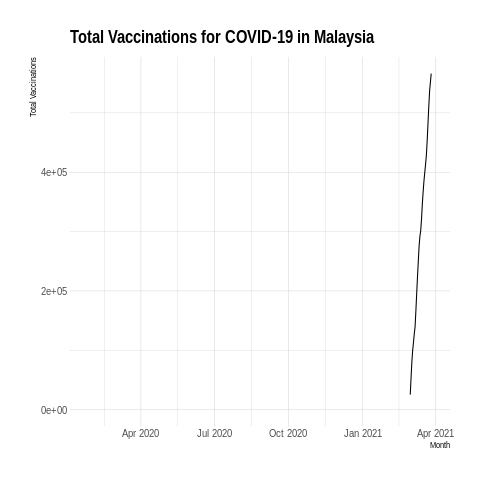 Total Vaccinations for COVID-19 in Malaysia
Total Vaccinations
4e+05
2e+05
0e+00
Apr 2020 Jul 2020 Oct 2020 Jan 2021 Apr 2021
Month